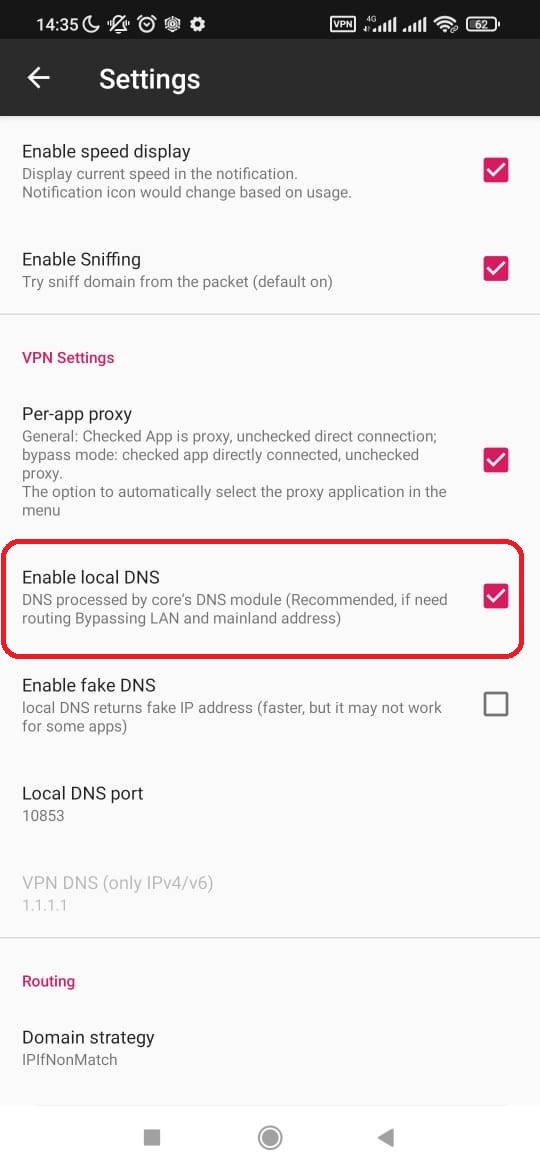 14:35 VPN 4G 62
Settings
Enable speed display
Display current speed in the notification.
Notification icon would change based on usage.
Enable Sniffing
Try sniff domain from the packet (default on)
VPN Settings
Per-app proxy
General: Checked App is proxy, unchecked direct connection;
bypass mode: checked app directly connected, unchecked
proxy.
The option to automatically select the proxy application in the
menu
Enable local DNS
DNS processed by core's DNS module (Recommended, if need
routing Bypassing LAN and mainland address)
Enable fake DNS
local DNS returns fake IP address (faster, but it may not work
for some apps)
Local DNS port
10853
VPN DNS (only IPv4/v6)
1.1.1.1
Routing
Domain strategy
IPIfNonMatch